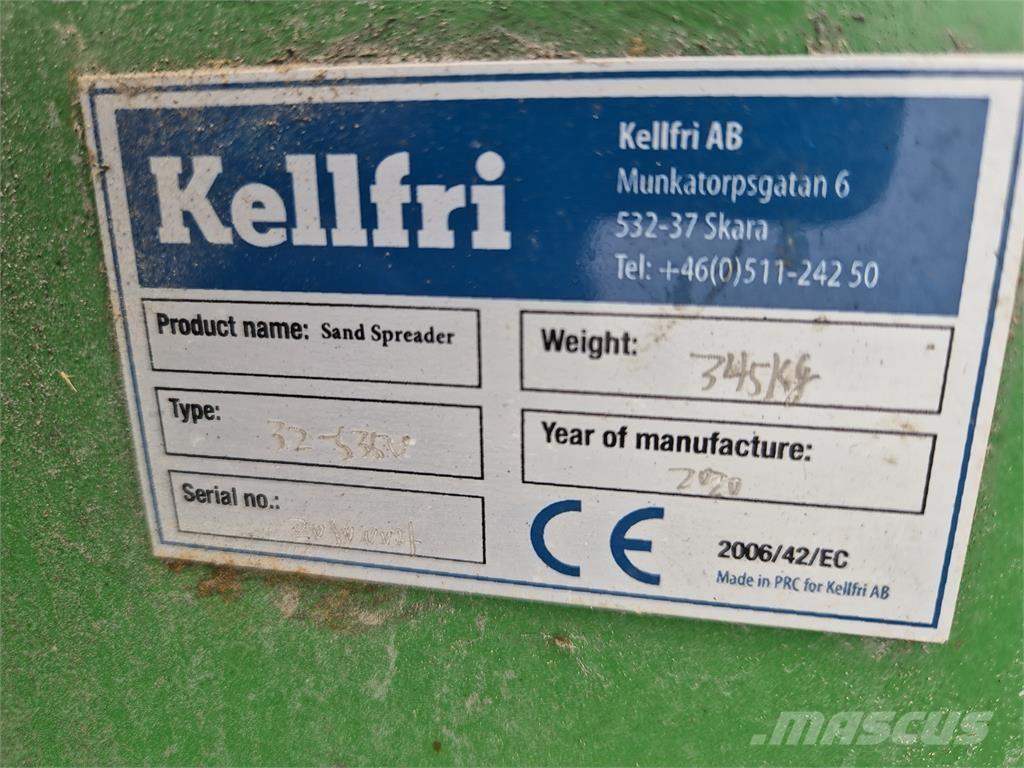 Kellfri
Kellfri AB
Munkatorpsgatan 6
532-37 Skara
Tel: +46(0)511-242 50
Product name: Sand Spreader
Weight: 345kg
Type:
Year of manufacture:
2020
Serial no.:
CE
2006/42/EC
Made in PRC for Kellfri AB
mascus